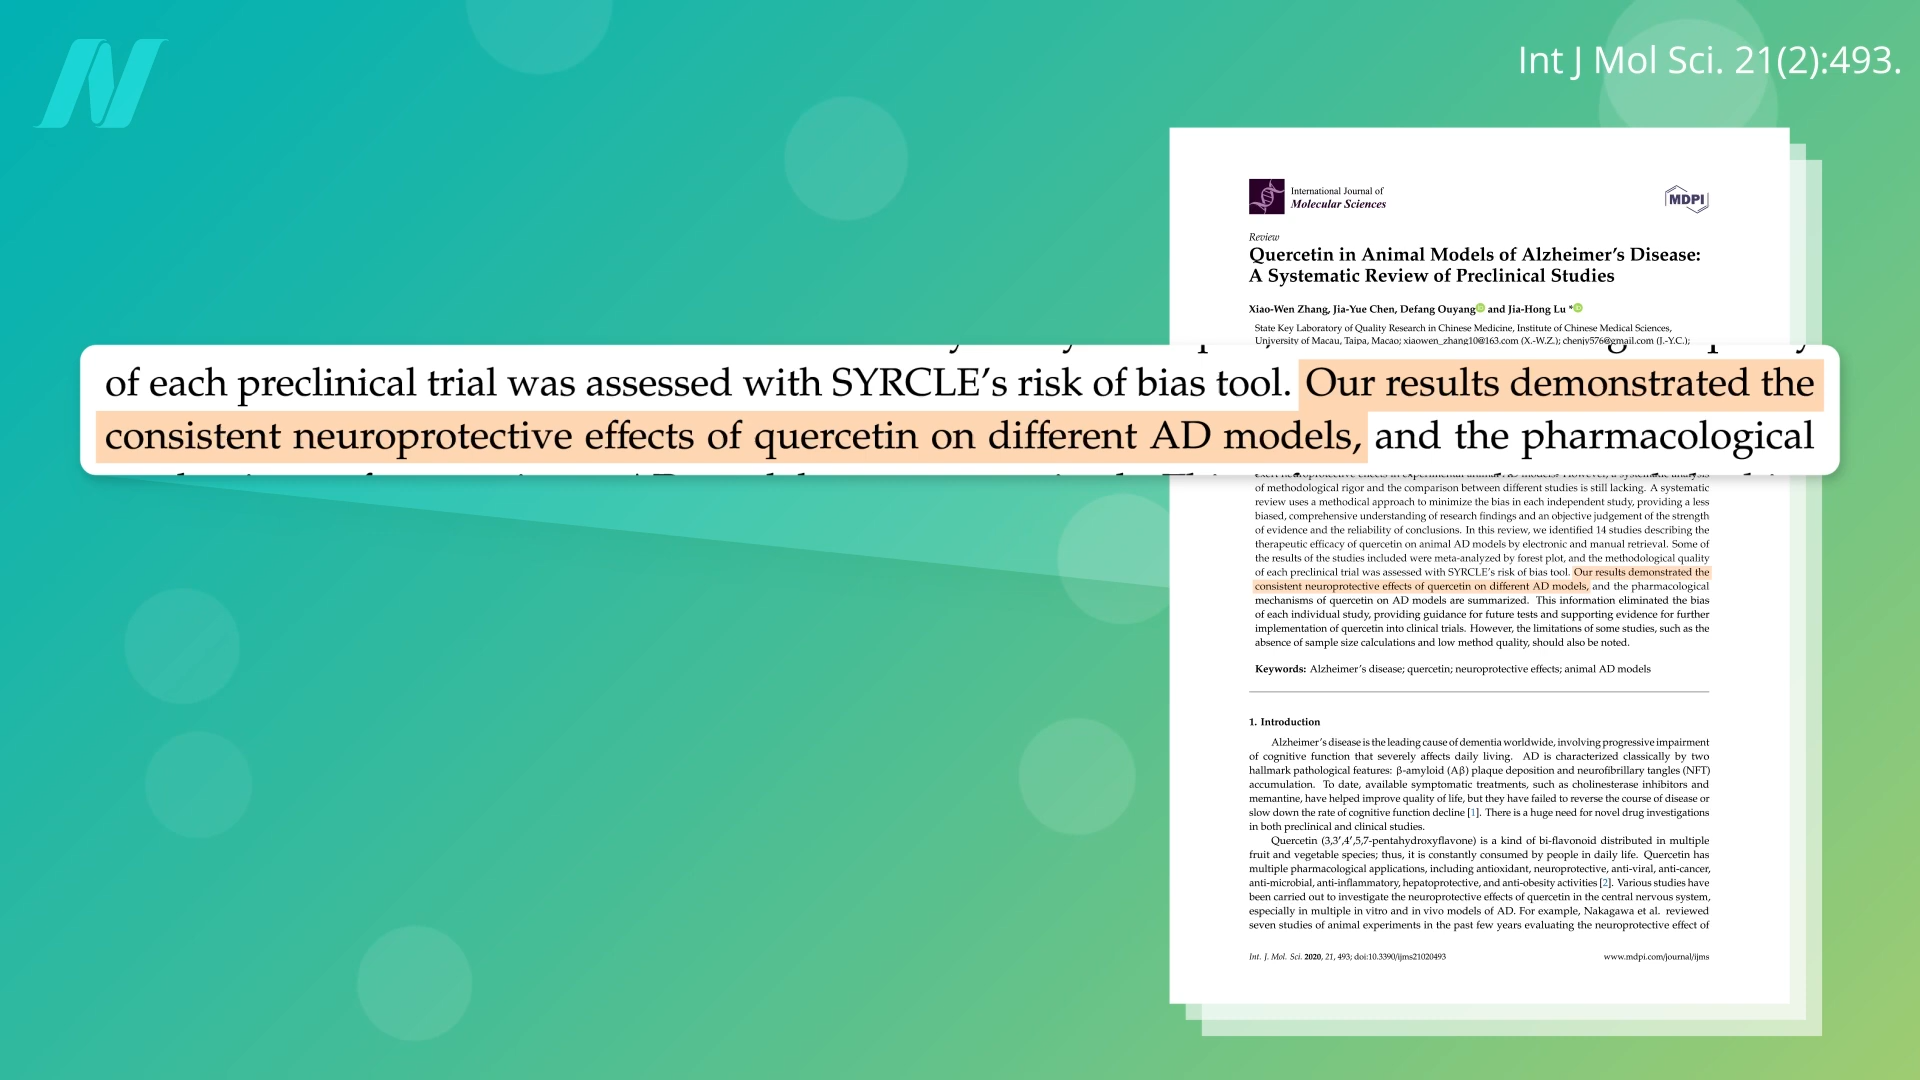 Int J Mol Sci. 21(2):493.
International Journal of
Molecular Sciences
MDPI
Review
Quercetin in Animal Models of Alzheimer's Disease:
A Systematic Review of Preclinical Studies
Xiao-Wen Zhang, Jia-Yue Chen, Defang Ouyang and Jia-Hong Lu *
State Key Laboratory of Quality Research in Chinese Medicine, Institute of Chinese Medical Sciences,
University of Macau, Taipa, Macao; xiaowen_zhang10@163.com (X.-W.Z.); chenjy576@gmail.com (J.-Y.C.);
of each preclinical trial was assessed with SYRCLE's risk of bias tool. Our results demonstrated the
consistent neuroprotective effects of quercetin on different AD models, and the pharmacological
of methodological rigor and the comparison between different studies is still lacking. A systematic
review uses a methodical approach to minimize the bias in each independent study, providing a less
biased, comprehensive understanding of research findings and an objective judgement of the strength
of evidence and the reliability of conclusions. In this review, we identified 14 studies describing the
therapeutic efficacy of quercetin on animal AD models by electronic and manual retrieval. Some of
the results of the studies included were meta-analyzed by forest plot, and the methodological quality
of each preclinical trial was assessed with SYRCLE's risk of bias tool. Our results demonstrated the
consistent neuroprotective effects of quercetin on different AD models, and the pharmacological
mechanisms of quercetin on AD models are summarized. This information eliminated the bias
of each individual study, providing guidance for future tests and supporting evidence for further
implementation of quercetin into clinical trials. However, the limitations of some studies, such as the
absence of sample size calculations and low method quality, should also be noted.
Keywords: Alzheimer's disease; quercetin; neuroprotective effects; animal AD models
1. Introduction
Alzheimer's disease is the leading cause of dementia worldwide, involving progressive impairment
of cognitive function that severely affects daily living. AD is characterized classically by two
hallmark pathological features: β-amyloid (Aβ) plaque deposition and neurofibrillary tangles (NFT)
accumulation. To date, available symptomatic treatments, such as cholinesterase inhibitors and
memantine, have helped improve quality of life, but they have failed to reverse the course of disease or
slow down the rate of cognitive function decline [1]. There is a huge need for novel drug investigations
in both preclinical and clinical studies.
Quercetin (3,3′,4′,5,7-pentahydroxyflavone) is a kind of bi-flavonoid distributed in multiple
fruit and vegetable species; thus, it is constantly consumed by people in daily life. Quercetin has
multiple pharmacological applications, including antioxidant, neuroprotective, anti-viral, anti-cancer,
anti-microbial, anti-inflammatory, hepatoprotective, and anti-obesity activities [2]. Various studies have
been carried out to investigate the neuroprotective effects of quercetin in the central nervous system,
especially in multiple in vitro and in vivo models of AD. For example, Nakagawa et al. reviewed
seven studies of animal experiments in the past few years evaluating the neuroprotective effect of
Int. J. Mol. Sci. 2020, 21, 493; doi:10.3390/ijms21020493
www.mdpi.com/journal/ijms